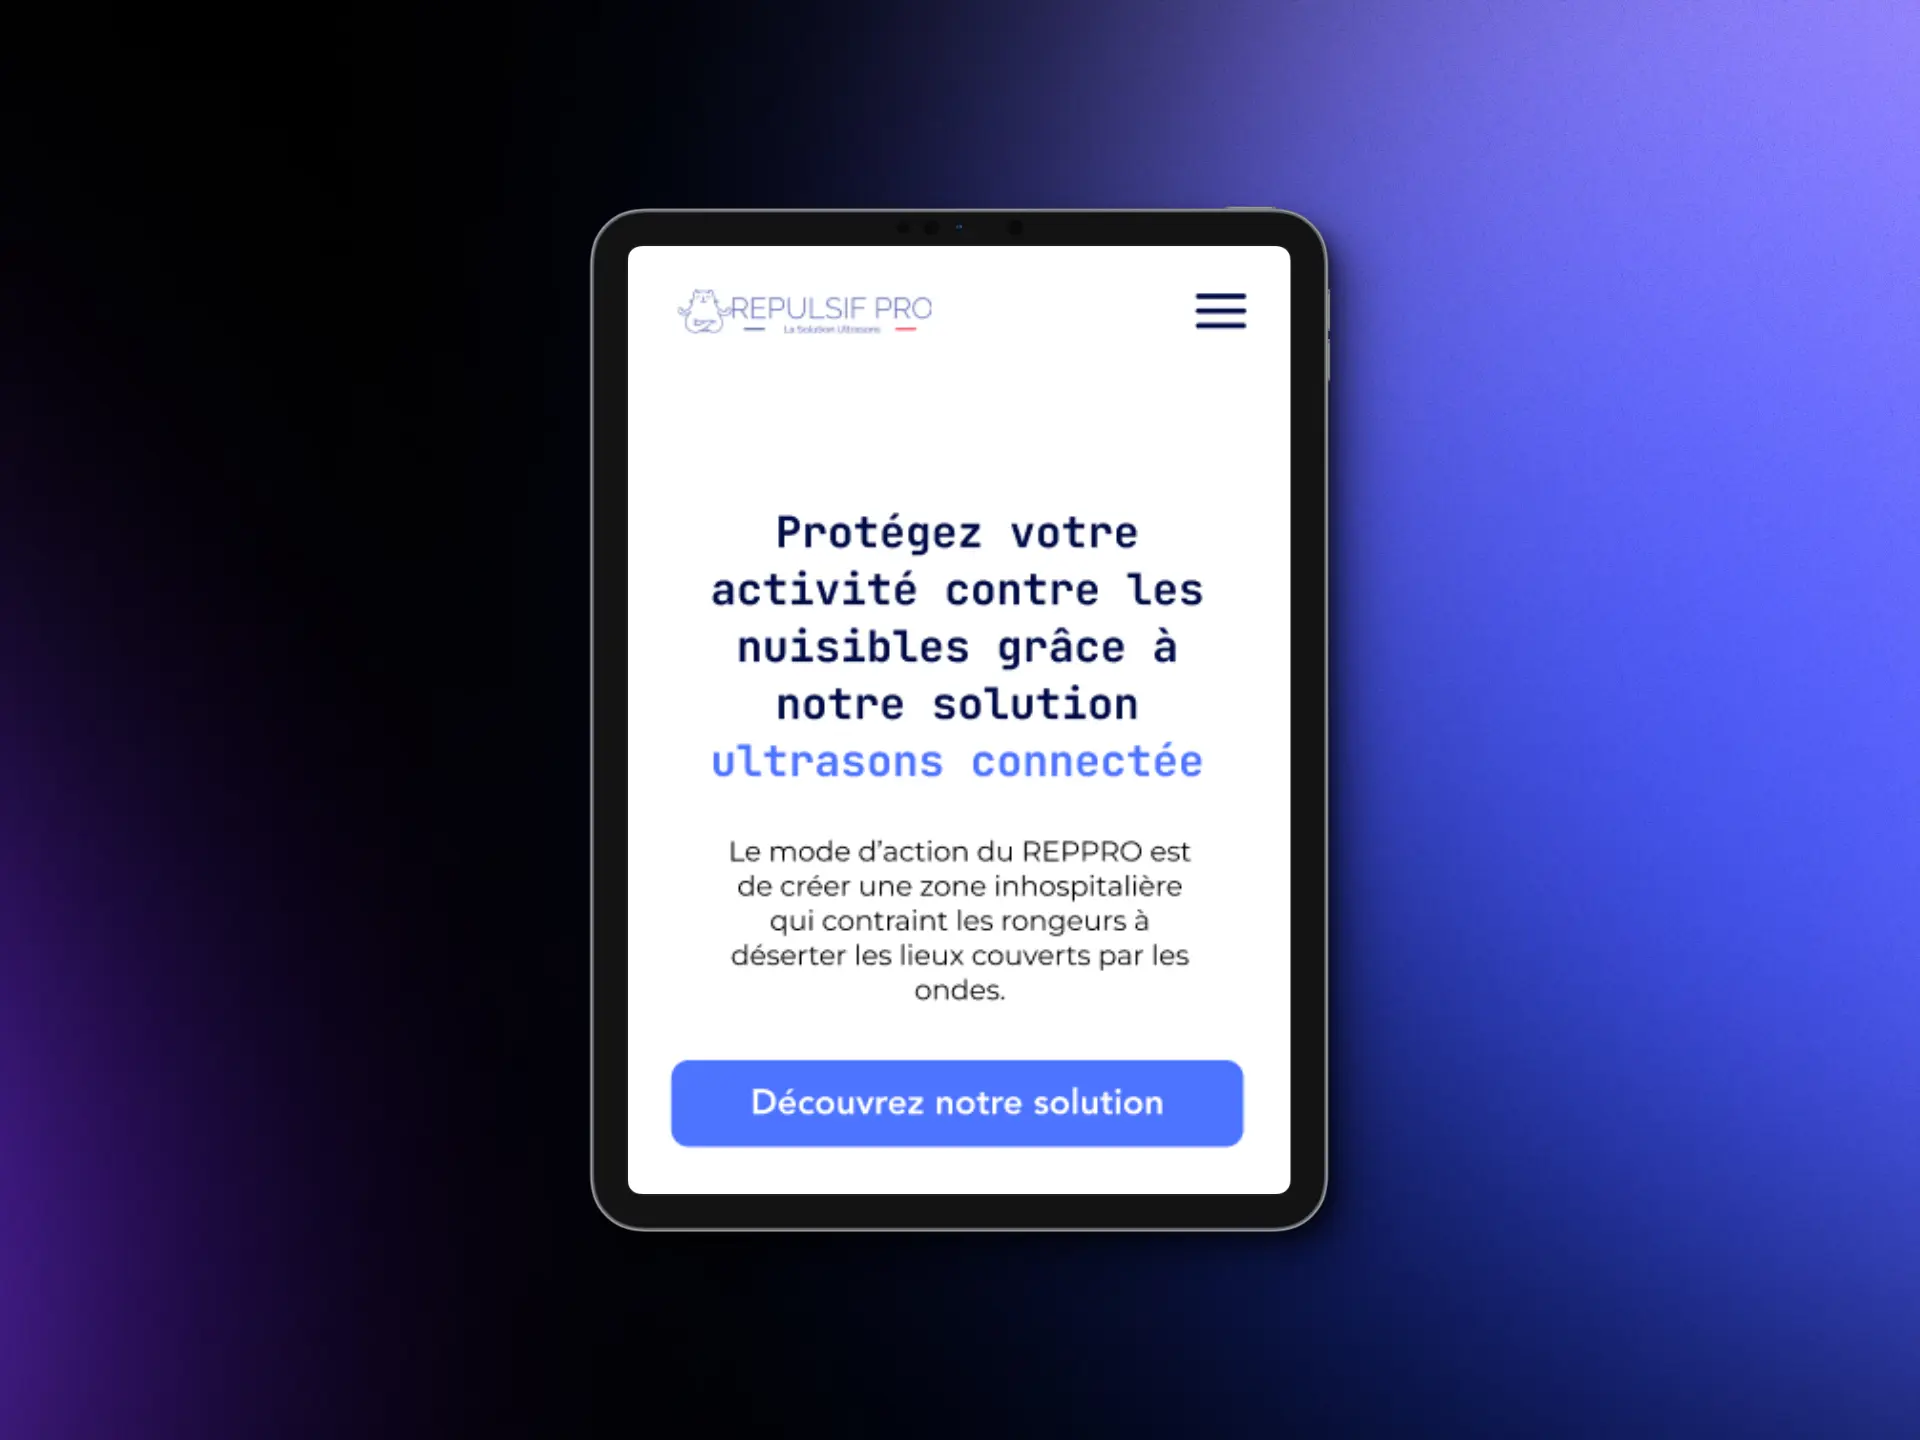 REPULSIF PRO
La Solution Ultrasons
Protégez votre
activité contre les
nuisibles grâce à
notre solution
ultrasons connectée
Le mode d’action du REPPRO est
de créer une zone inhospitalière
qui contraint les rongeurs à
déserter les lieux couverts par les
ondes.
Découvrez notre solution